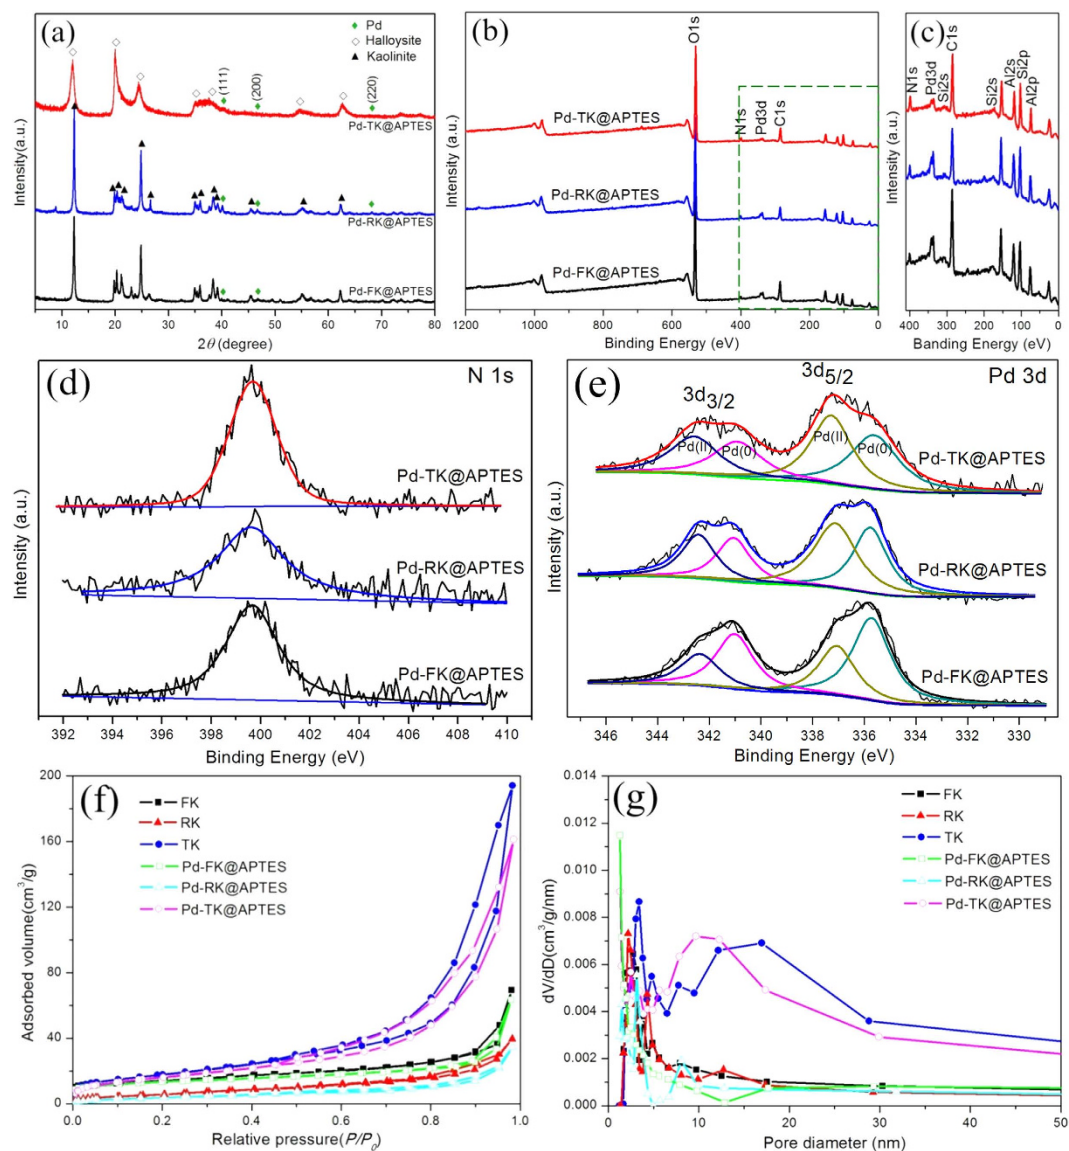 (a)
Pd
Halloysite
Kaolinite
(111)
(200)
(220)
Pd-TK@APTES
Pd-RK@APTES
Pd-FK@APTES
Intensity(a.u.)
10 20 30 40 50 60 70 80
2θ (degree)
(b)
O1s
N1s
Pd3d
C1s
Pd-TK@APTES
Pd-RK@APTES
Pd-FK@APTES
Intensity (a.u.)
1200 1000 800 600 400 200 0
Binding Energy (eV)
(c)
N1s
Pd3d
Si2s
C1s
Si2s
Al2s
Si2p
Al2p
Intensity (a.u.)
400 300 200 100 0
Banding Energy (eV)
(d)
N 1s
Pd-TK@APTES
Pd-RK@APTES
Pd-FK@APTES
Intensity (a.u.)
392 394 396 398 400 402 404 406 408 410
Binding Energy (eV)
(e)
Pd 3d
3d5/2
3d3/2
Pd(II) Pd(0) Pd(II) Pd(0)
Pd-TK@APTES
Pd-RK@APTES
Pd-FK@APTES
Intensity (a.u.)
346 344 342 340 338 336 334 332 330
Binding Energy (eV)
(f)
FK
RK
TK
Pd-FK@APTES
Pd-RK@APTES
Pd-TK@APTES
Adsorbed volume(cm3/g)
200
160
120
80
40
0
0.0 0.2 0.4 0.6 0.8 1.0
Relative pressure(P/P0)
(g)
FK
RK
TK
Pd-FK@APTES
Pd-RK@APTES
Pd-TK@APTES
dV/dD(cm3/g/nm)
0.014
0.012
0.010
0.008
0.006
0.004
0.002
0.000
0 10 20 30 40 50
Pore diameter (nm)